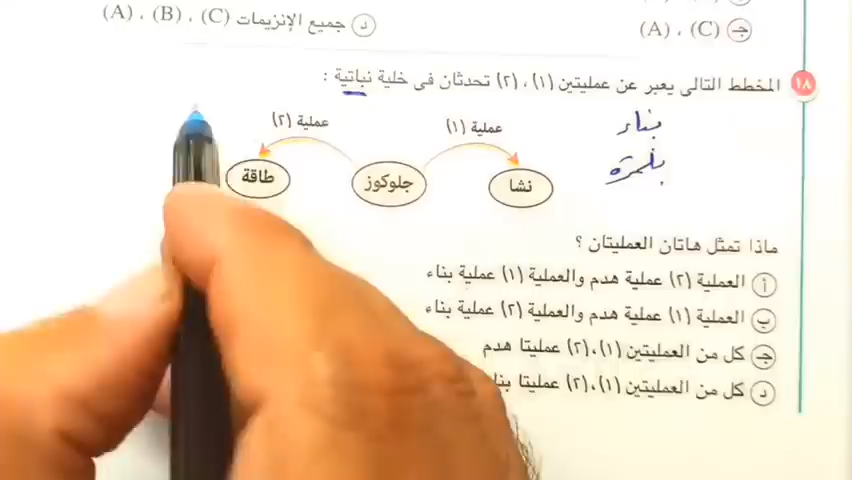 ج (A) ، (C)
د جميع الإنزيمات (A) ، (B) ، (C)
١٨ المخطط التالى يعبر عن عمليتين (١) ، (٢) تحدثان فى خلية نباتية :
بناء
عملية (١)
عملية (٢)
نشا
جلوكوز
طاقة
ماذا تمثل هاتان العمليتان ؟
أ العملية (٢) عملية هدم والعملية (١) عملية بناء
ب العملية (١) عملية هدم والعملية (٢) عملية بناء
ج كل من العمليتين (١)،(٢) عمليتا هدم
د كل من العمليتين (١)،(٢) عمليتا